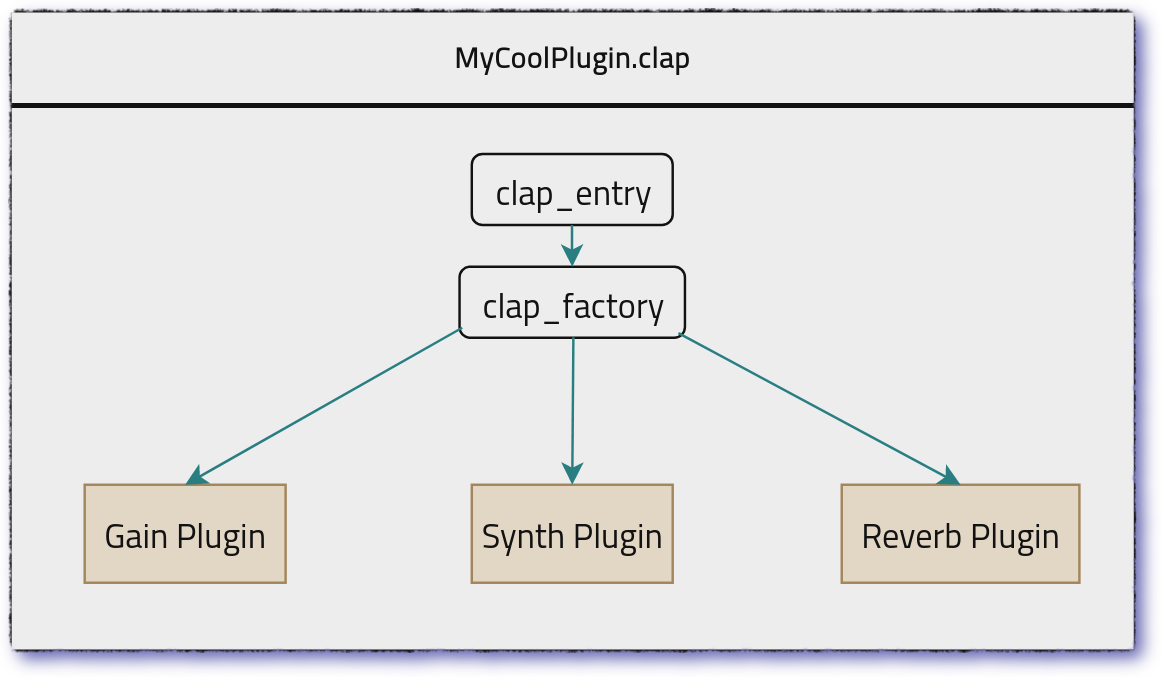 MyCoolPlugin.clap
clap_entry
clap_factory
Gain Plugin
Synth Plugin
Reverb Plugin